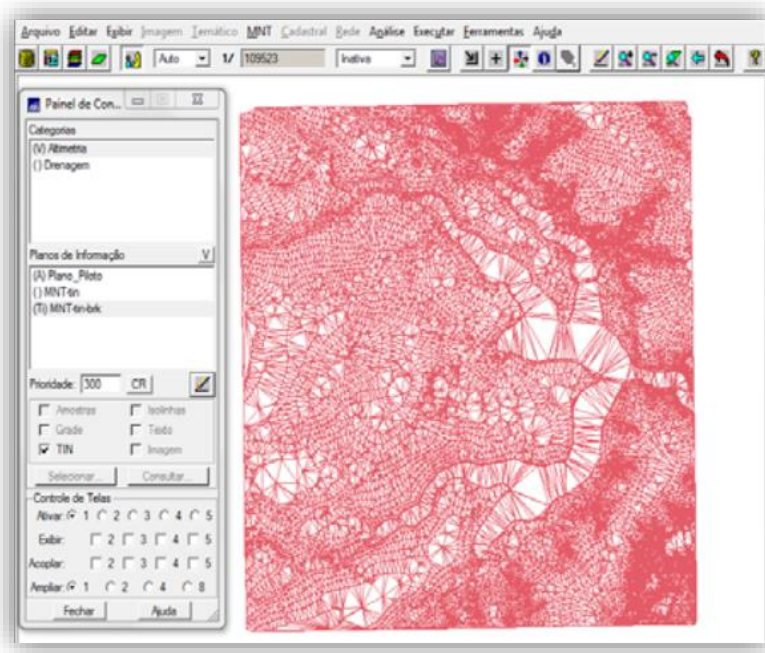 Arquivo Editar Exibir Imagem Temático MNT Cadastral Rede Análise Executar Ferramentas Ajuda
Auto 1/ 109523 Inativa
Painel de Con...
Categorias
(V) Altimetria
( ) Drenagem
Planos de Informação V
(A) Plano_Piloto
( ) MNT-tin
(Ti) MNT-tin-brk
Prioridade: 300 CR
Amostras Isolinhas
Grade Texto
TIN Imagem
Selecionar... Consultar...
Controle de Telas
Ativar: 1 2 3 4 5
Exibir: 2 3 4 5
Acoplar: 2 3 4 5
Ampliar: 1 2 4 8
Fechar Ajuda